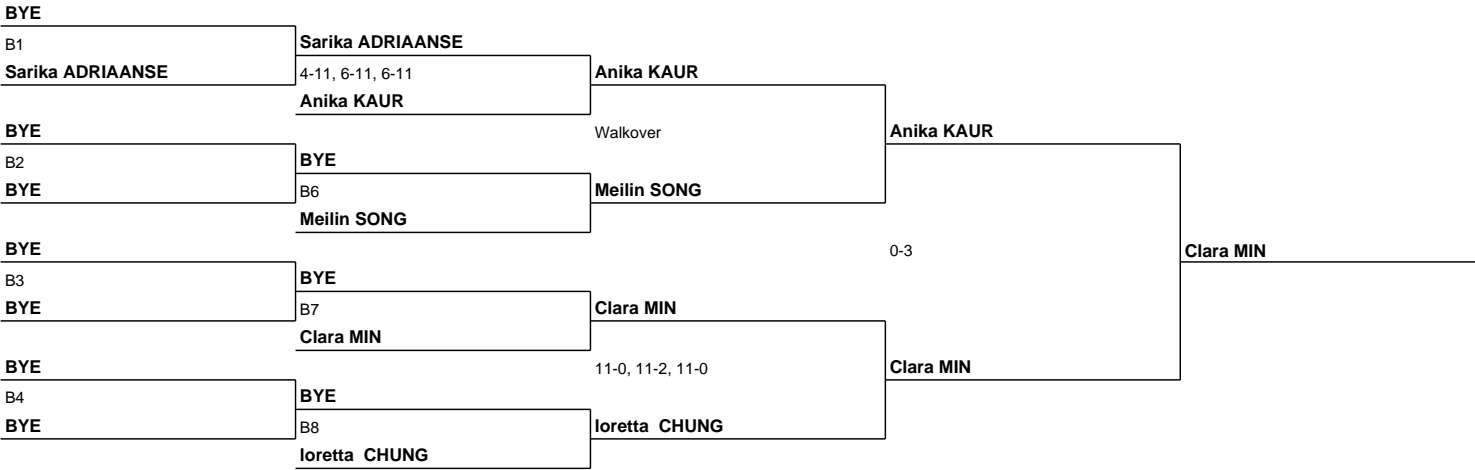 BYE
B1
Sarika ADRIAANSE
Sarika ADRIAANSE
4-11, 6-11, 6-11
Anika KAUR
Anika KAUR
BYE
B2
BYE
BYE
B6
Meilin SONG
Walkover
Meilin SONG
Anika KAUR
BYE
B3
BYE
BYE
B7
Clara MIN
Clara MIN
0-3
Clara MIN
BYE
B4
BYE
BYE
B8
loretta CHUNG
11-0, 11-2, 11-0
loretta CHUNG
Clara MIN